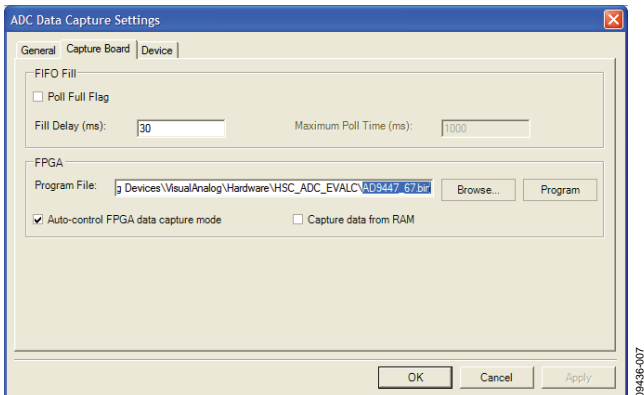 ADC Data Capture Settings
General Capture Board Device
FIFO Fill
Poll Full Flag
Fill Delay (ms): 30 Maximum Poll Time (ms): 1000
FPGA
Program File: g Devices\VisualAnalog\Hardware\HSC_ADC_EVALC\AD9447_67.bin Browse... Program
Auto-control FPGA data capture mode Capture data from RAM
OK Cancel Apply
09436-007